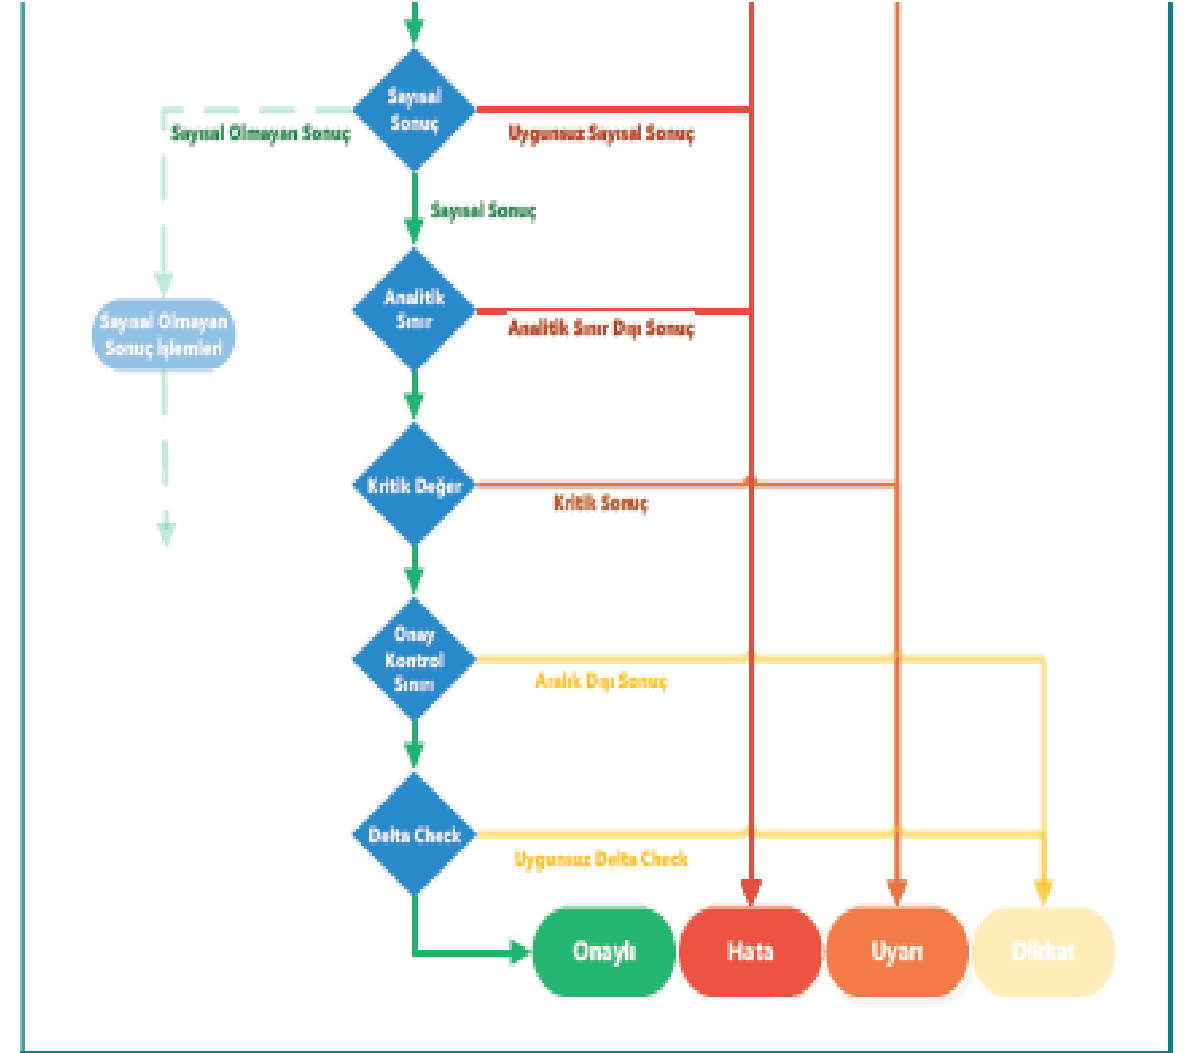 Sayısal
Sonuç
Sayısal Olmayan Sonuç
Uygunsuz Sayısal Sonuç
Sayısal Sonuç
Analitik
Sınır
Analitik Sınır Dışı Sonuç
Sayısal Olmayan
Sonuç İşlemleri
Kritik Değer
Kritik Sonuç
Onay
Kontrol
Sınırı
Aralık Dışı Sonuç
Delta Check
Uygunsuz Delta Check
Onaylı
Hata
Uyarı
Dikkat